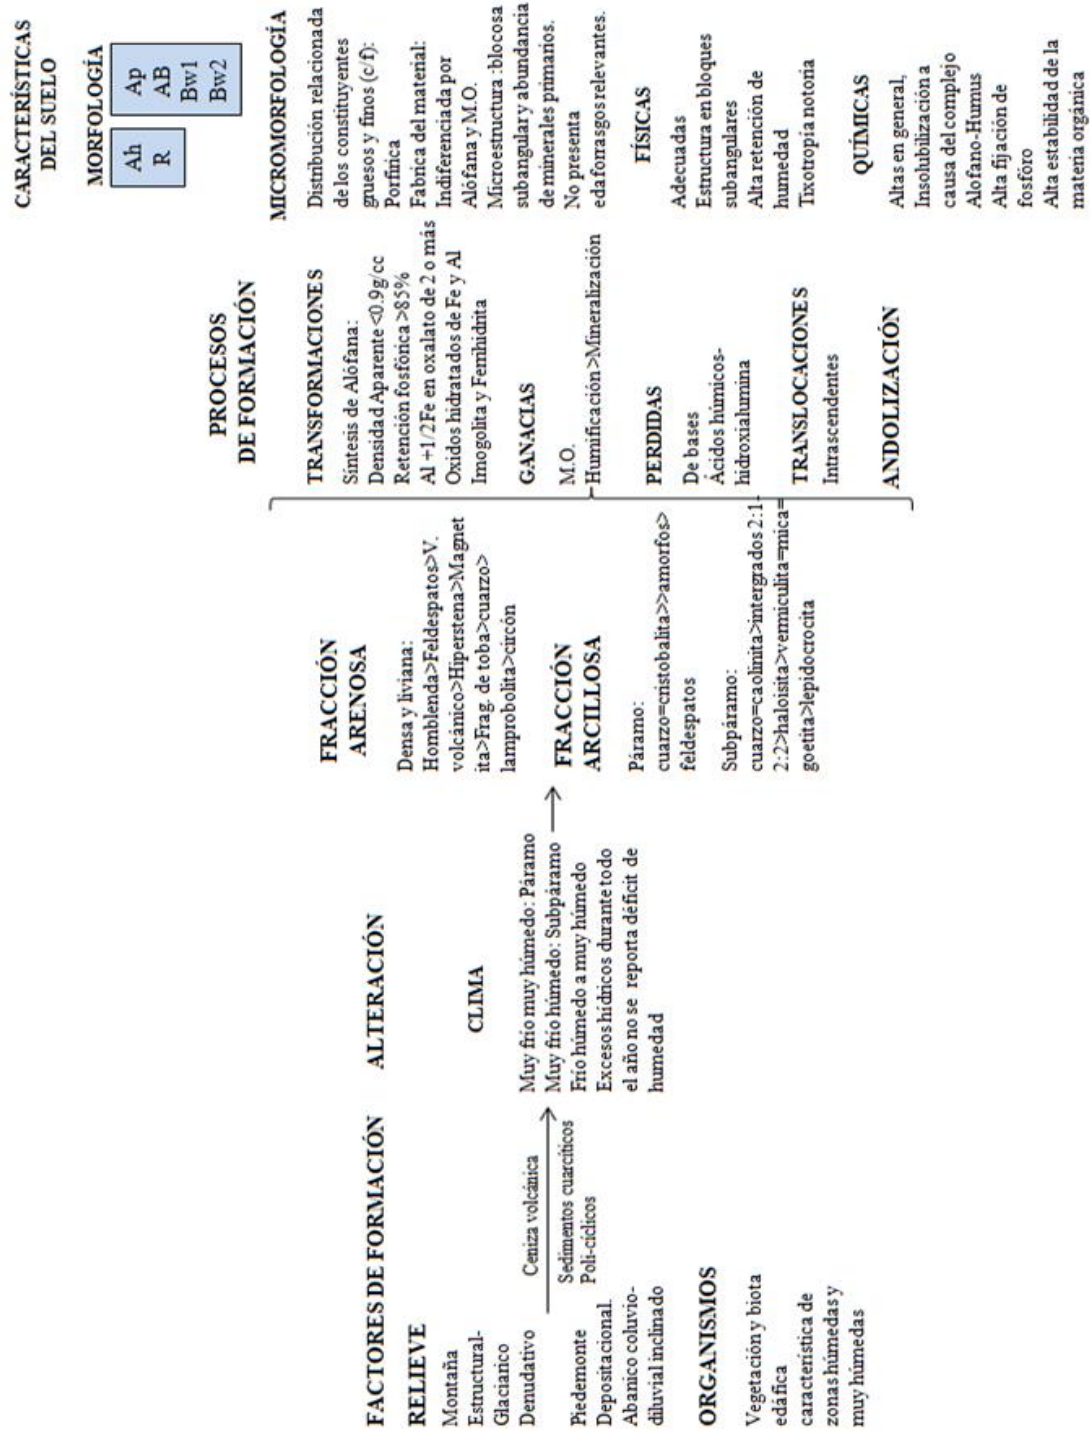 FACTORES DE FORMACIÓN
RELIEVE
Montaña
Estructural-
Glaciarico
Denudativo
Piedemonte
Depositacional.
Abanico coluvio-
diluvial inclinado
ORGANISMOS
Vegetación y biota
edáfica
característica de
zonas húmedas y
muy húmedas
Ceniza volcánica
Sedimentos cuarcíticos
Poli-cíclicos
ALTERACIÓN
CLIMA
Muy frío muy húmedo: Páramo
Muy frío húmedo: Subpáramo
Frío húmedo a muy húmedo
Excesos hídricos durante todo
el año no se reporta déficit de
humedad
FRACCIÓN
ARENOSA
Densa y liviana:
Hornblenda>Feldespatos>V.
volcánico>Hiperstena>Magnet
ita>Frag. de toba>cuarzo>
lamprobolita>circón
FRACCIÓN
ARCILLOSA
Páramo:
cuarzo=cristobalita>>amorfos>
feldespatos
Subpáramo:
cuarzo=caolinita>intergrados 2:1-
2:2>haloisita>vermiculita=mica=
goetita>lepidocrocita
PROCESOS
DE FORMACIÓN
TRANSFORMACIONES
Síntesis de Alófana:
Densidad Aparente <0.9g/cc
Retención fosfórica >85%
Al +1/2Fe en oxalato de 2 o más
Oxidos hidratados de Fe y Al
Imogolita y Ferrihidrita
GANACIAS
M.O.
Humificación>Mineralización
PERDIDAS
De bases
Ácidos húmicos-
hidroxialumina
TRANSLOCACIONES
Intrascendentes
ANDOLIZACIÓN
CARACTERÍSTICAS
DEL SUELO
MORFOLOGÍA
Ah
R
Ap
AB
Bw1
Bw2
MICROMORFOLOGÍA
Distribución relacionada
de los constituyentes
gruesos y finos (c/f):
Porfírica
Fabrica del material:
Indiferenciada por
Alófana y M.O.
Microestructura :blocosa
subangular y abundancia
de minerales primarios.
No presenta
edaforrasgos relevantes.
FÍSICAS
Adecuadas
Estructura en bloques
subangulares
Alta retención de
humedad
Tixotropía notoria
QUÍMICAS
Altas en general,
Insolubilización a
causa del complejo
Alofano-Humus
Alta fijación de
fosfóro
Alta estabilidad de la
materia orgánica